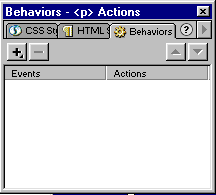 Behaviors - <p> Actions
CSS St HTML S Behaviors ?
Events Actions